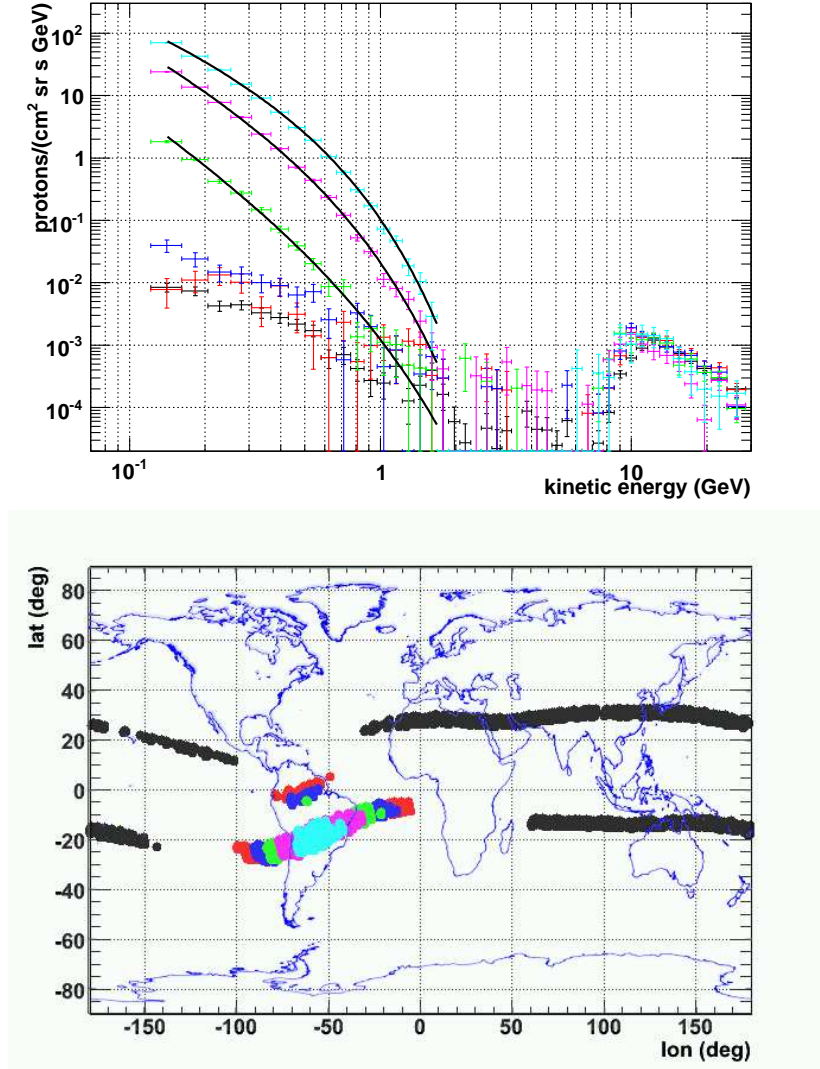 protons/(cm² sr s GeV)
10²
10
1
10⁻¹
10⁻²
10⁻³
10⁻⁴
10⁻¹ 1 10
kinetic energy (GeV)
lat (deg)
80
60
40
20
0
-20
-40
-60
-80
-150 -100 -50 0 50 100 150
lon (deg)